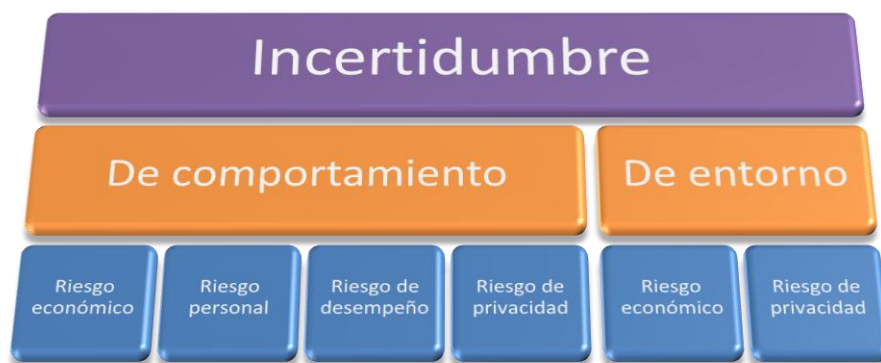 Incertidumbre
De comportamiento
De entorno
Riesgo
económico
Riesgo
personal
Riesgo de
desempeño
Riesgo de
privacidad
Riesgo
económico
Riesgo de
privacidad